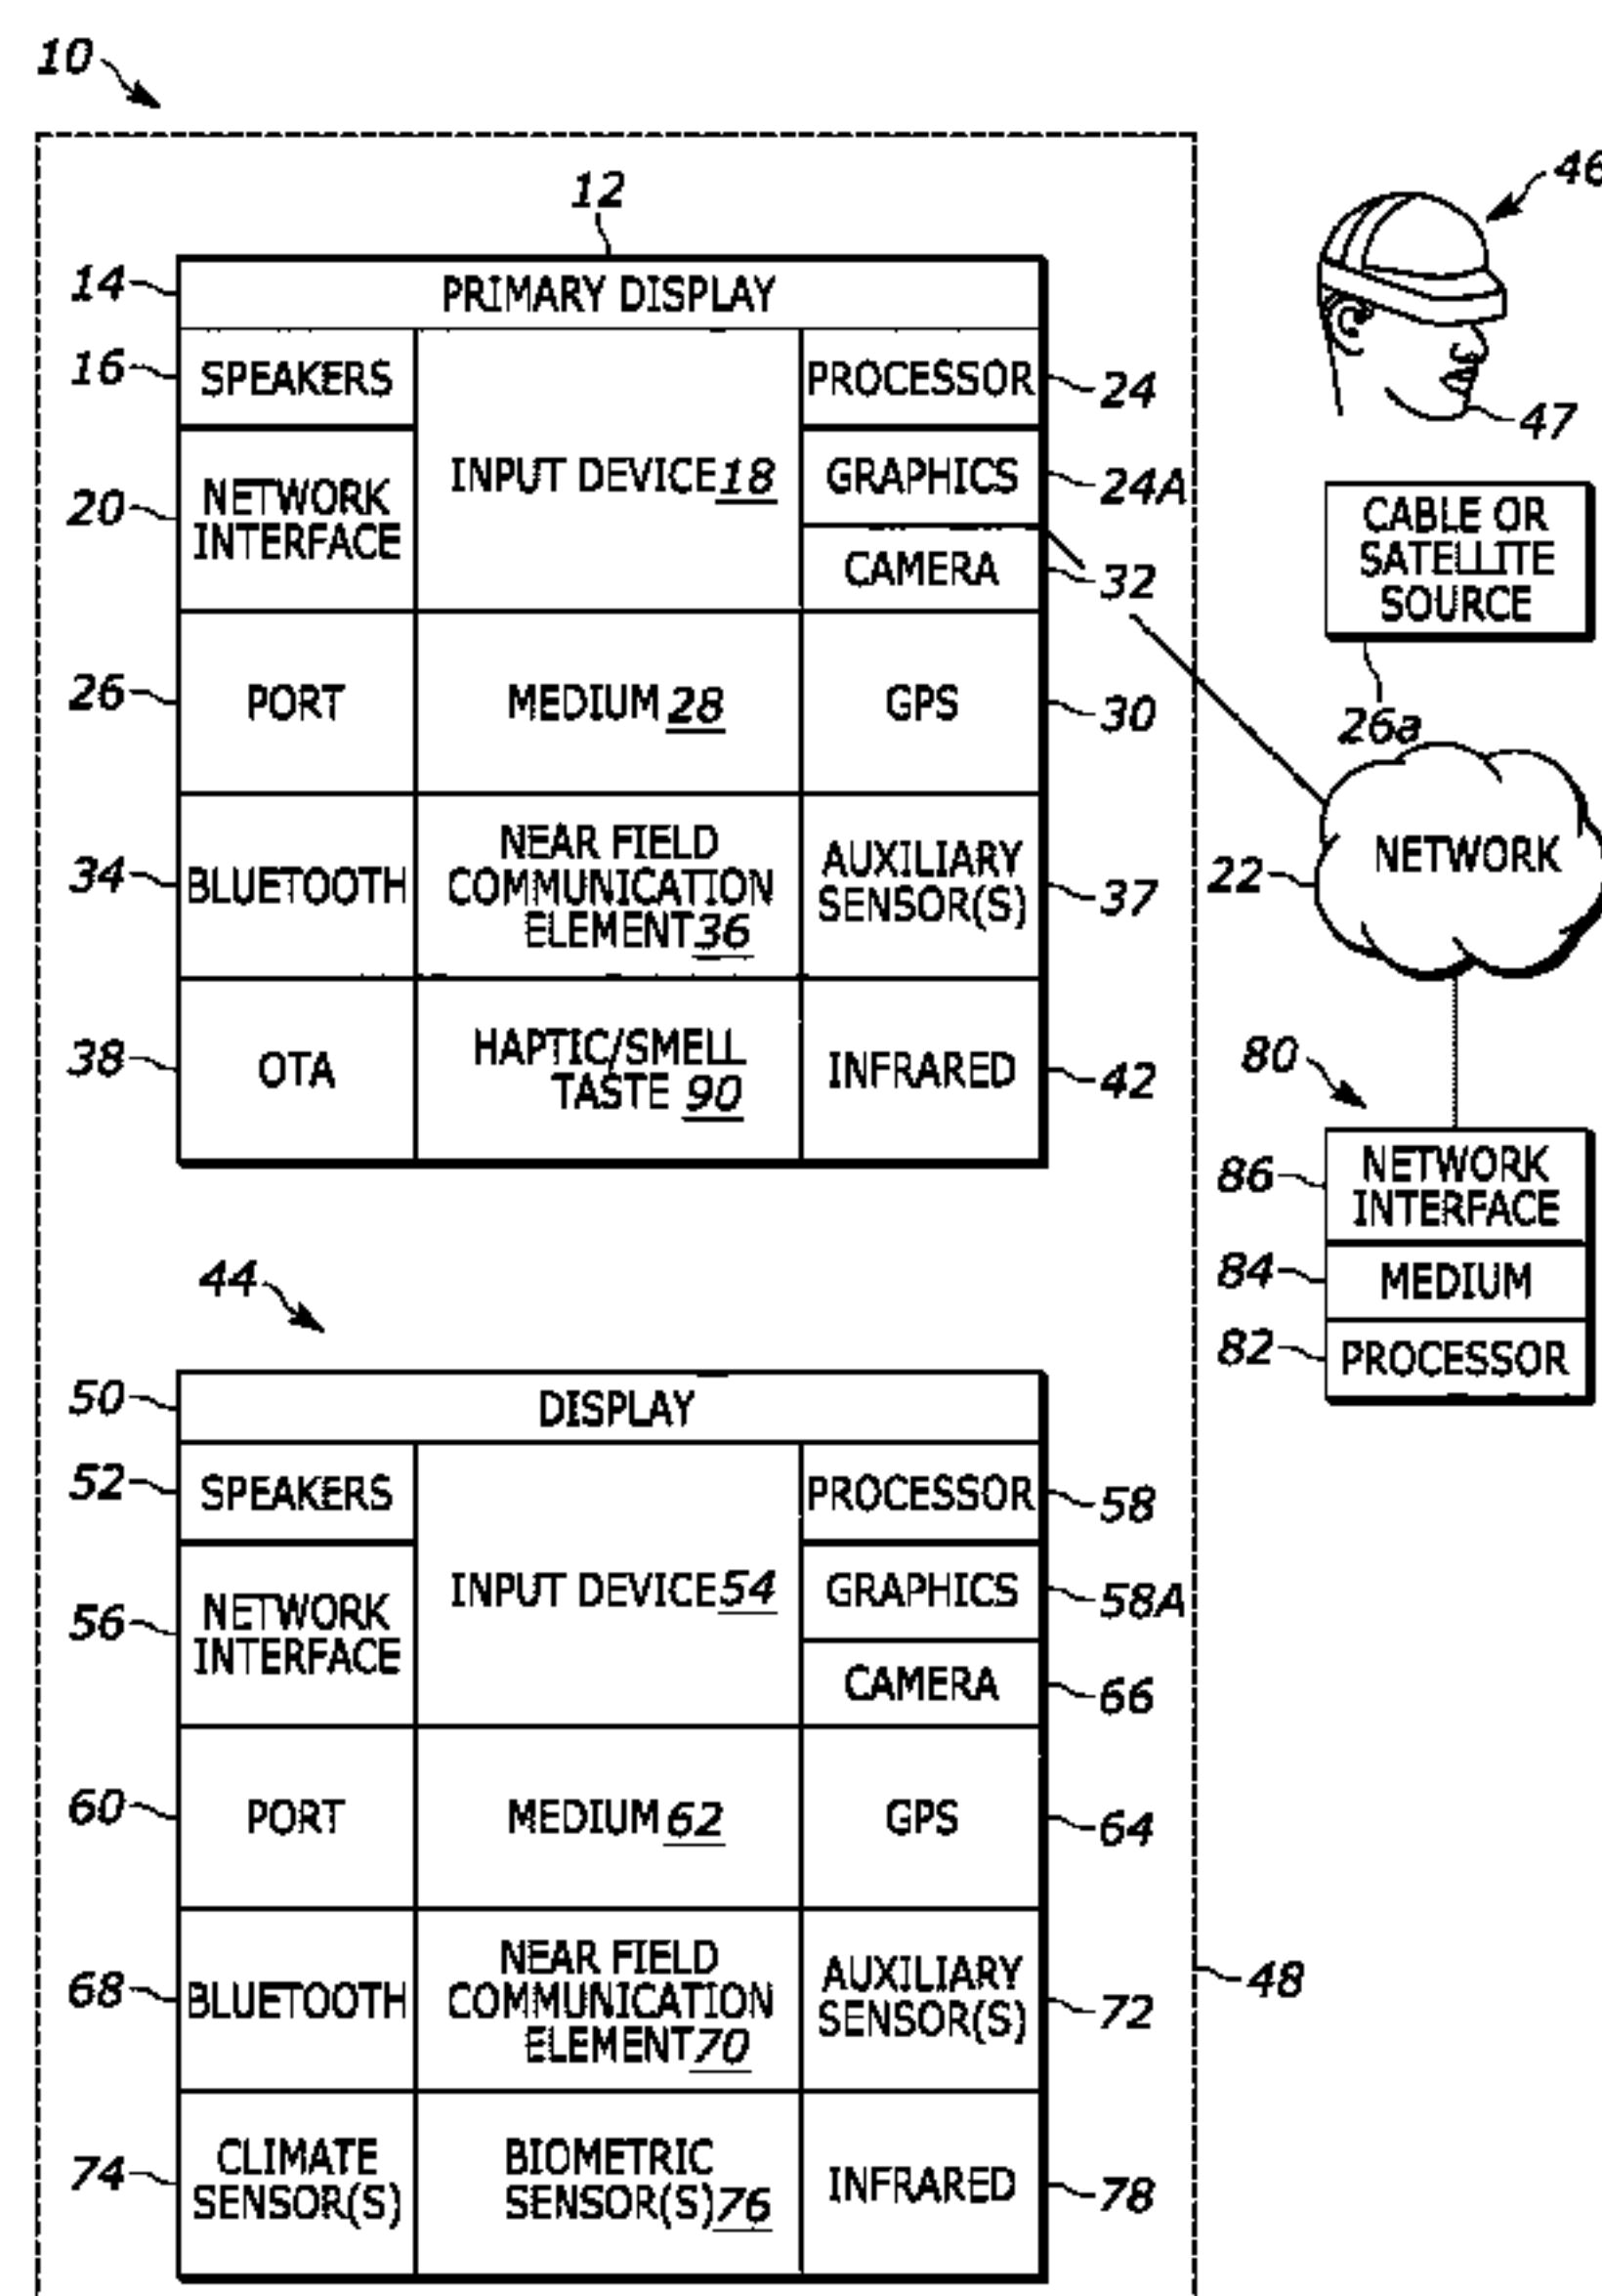 10
12
14 PRIMARY DISPLAY
16 SPEAKERS
PROCESSOR 24
INPUT DEVICE 18
GRAPHICS 24A
20 NETWORK
INTERFACE
CAMERA 32
26 PORT
MEDIUM 28
GPS 30
34 BLUETOOTH
NEAR FIELD
COMMUNICATION
ELEMENT 36
AUXILIARY
SENSOR(S) 37
38 OTA
HAPTIC/SMELL
TASTE 90
INFRARED 42
46
47
CABLE OR
SATELLITE
SOURCE
26a
NETWORK
22
80
86 NETWORK
INTERFACE
84 MEDIUM
82 PROCESSOR
44
50 DISPLAY
52 SPEAKERS
PROCESSOR 58
INPUT DEVICE 54
GRAPHICS 58A
56 NETWORK
INTERFACE
CAMERA 66
60 PORT
MEDIUM 62
GPS 64
68 BLUETOOTH
NEAR FIELD
COMMUNICATION
ELEMENT 70
AUXILIARY
SENSOR(S) 72
48
74 CLIMATE
SENSOR(S)
BIOMETRIC
SENSOR(S) 76
INFRARED 78